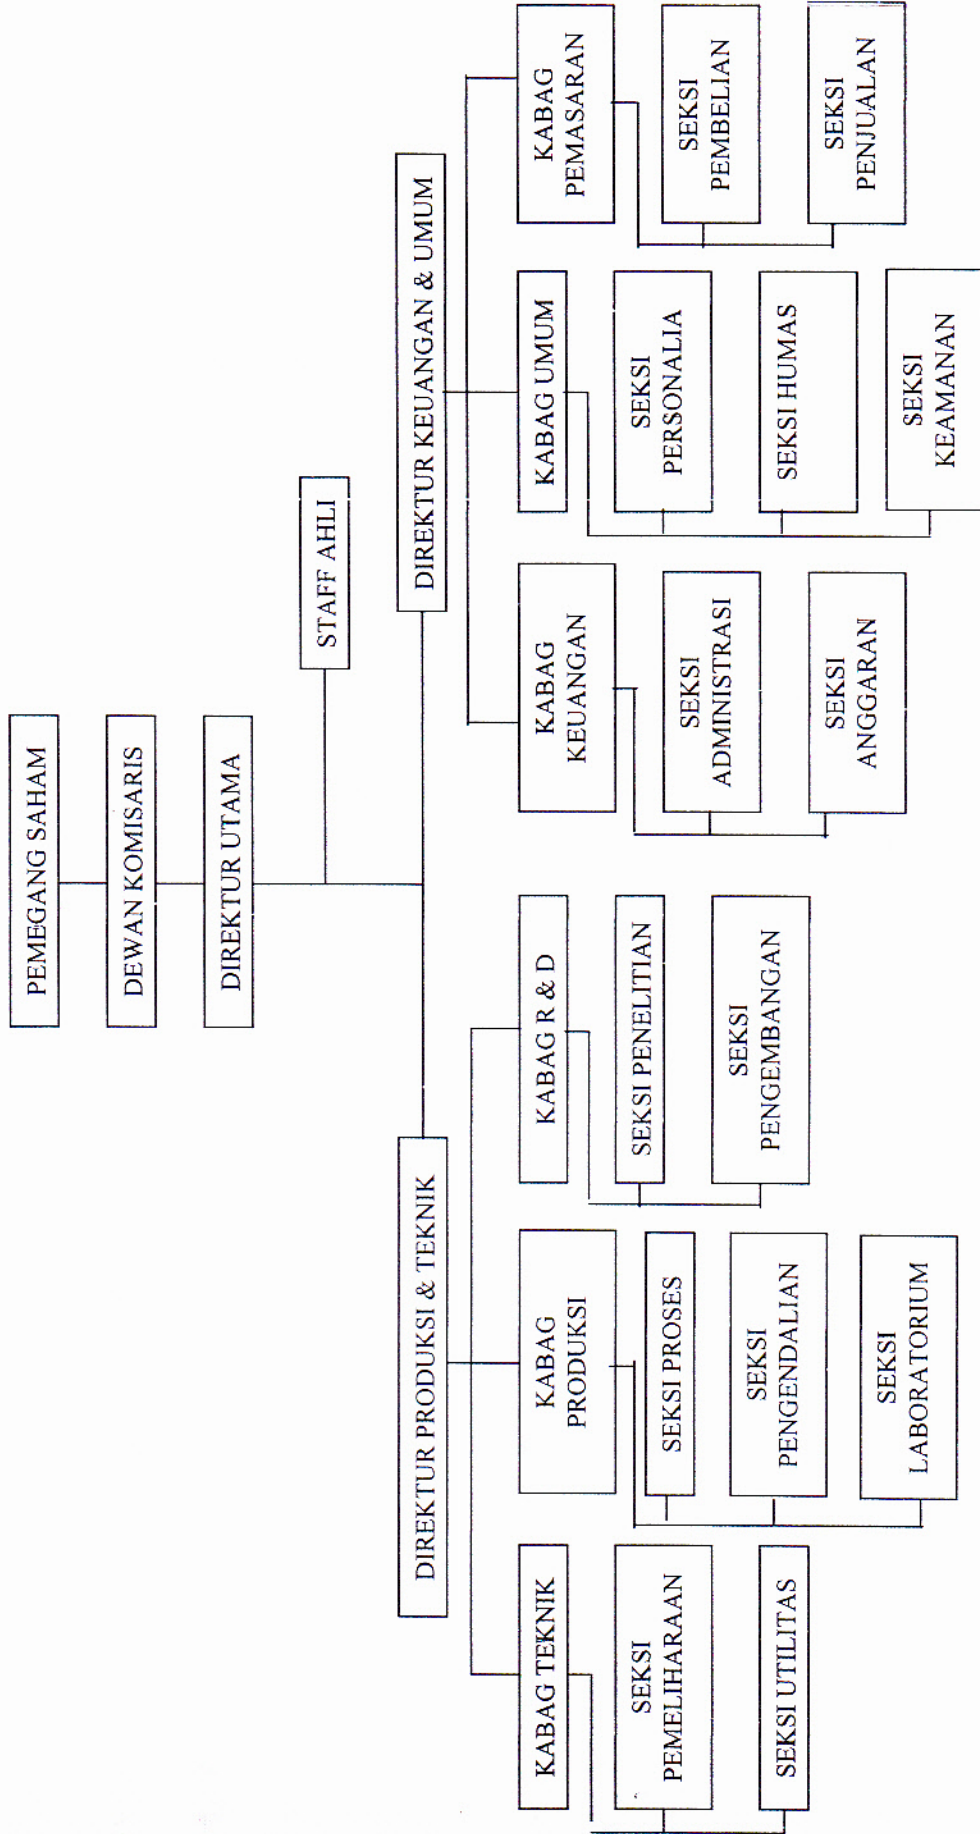 PEMEGANG SAHAM
DEWAN KOMISARIS
DIREKTUR UTAMA
STAFF AHLI
DIREKTUR PRODUKSI & TEKNIK
DIREKTUR KEUANGAN & UMUM
KABAG TEKNIK
SEKSI
PEMELIHARAAN
SEKSI UTILITAS
KABAG
PRODUKSI
SEKSI PROSES
SEKSI
PENGENDALIAN
SEKSI
LABORATORIUM
KABAG R & D
SEKSI PENELITIAN
SEKSI
PENGEMBANGAN
KABAG
KEUANGAN
SEKSI
ADMINISTRASI
SEKSI
ANGGARAN
KABAG UMUM
SEKSI
PERSONALIA
SEKSI HUMAS
SEKSI
KEAMANAN
KABAG
PEMASARAN
SEKSI
PEMBELIAN
SEKSI
PENJUALAN